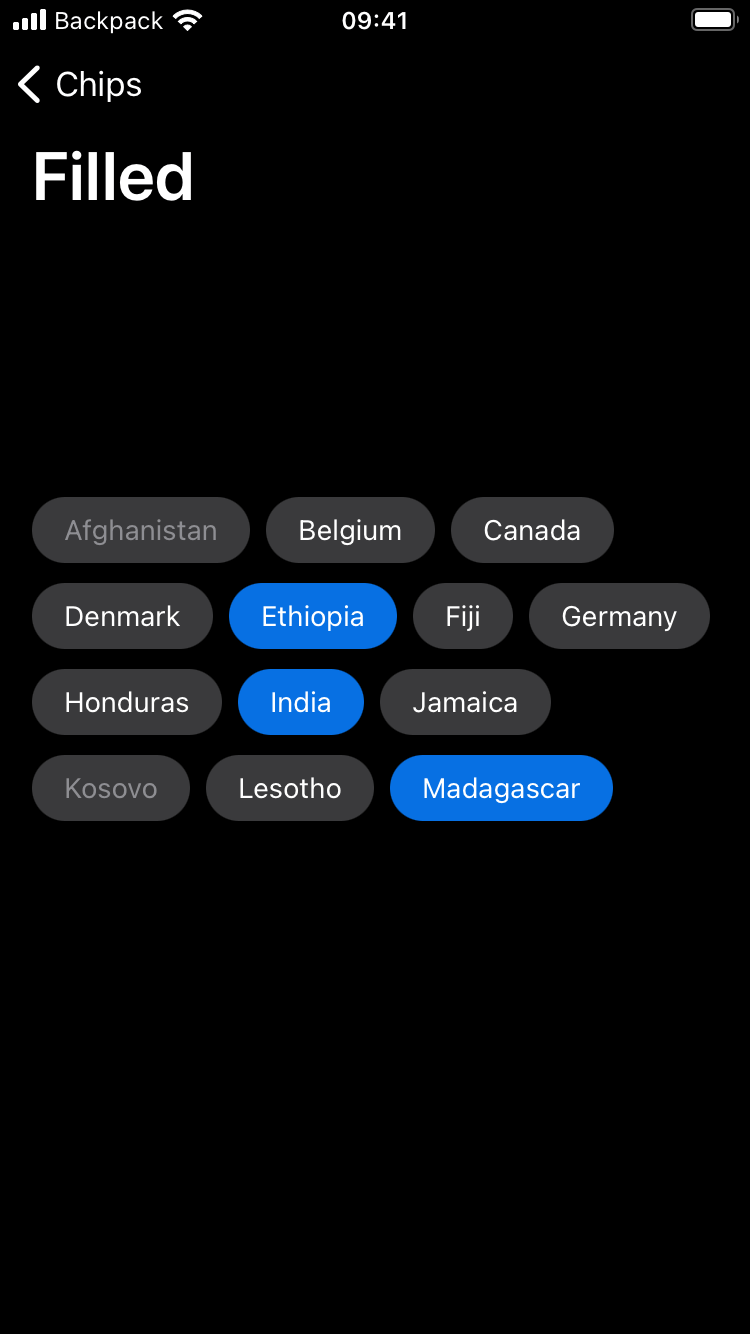 Backpack 09:41
Chips
Filled
Afghanistan Belgium Canada
Denmark Ethiopia Fiji Germany
Honduras India Jamaica
Kosovo Lesotho Madagascar